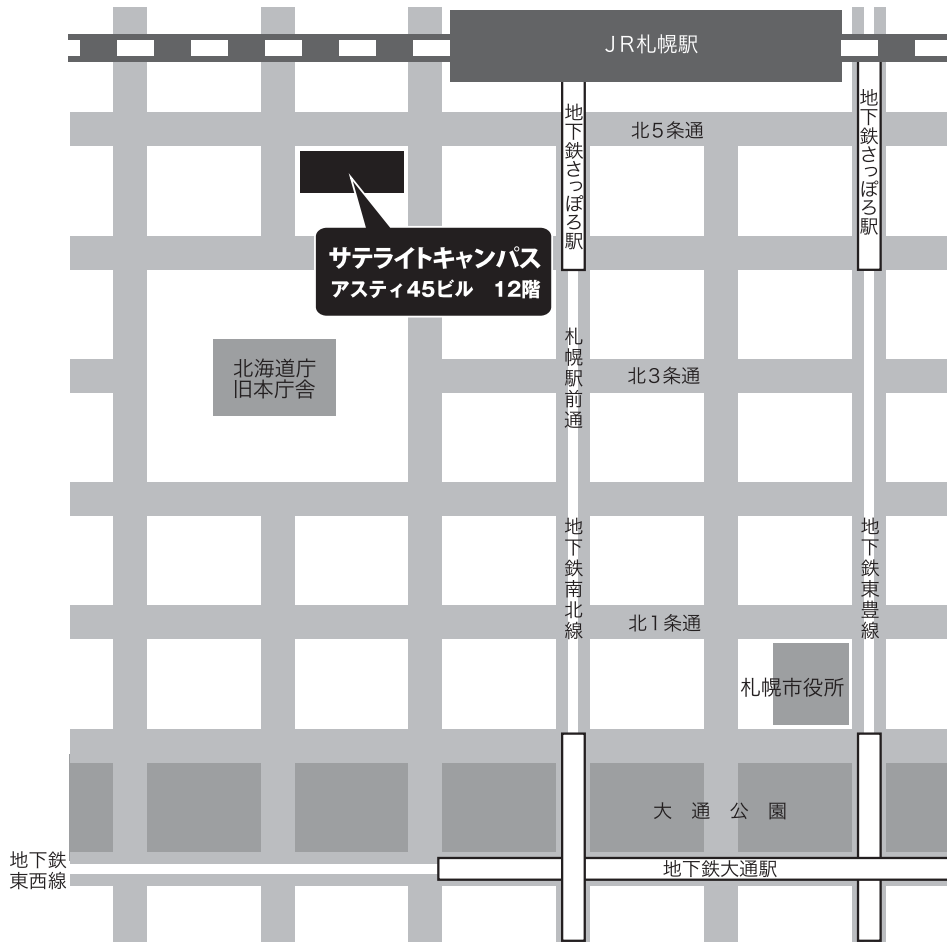 JR札幌駅
地下鉄さっぽろ駅
地下鉄さっぽろ駅
北5条通
サテライトキャンパス
アスティ45ビル　12階
北海道庁
旧本庁舎
札幌駅前通
北3条通
地下鉄南北線
地下鉄東豊線
北1条通
札幌市役所
大通公園
地下鉄
東西線
地下鉄大通駅